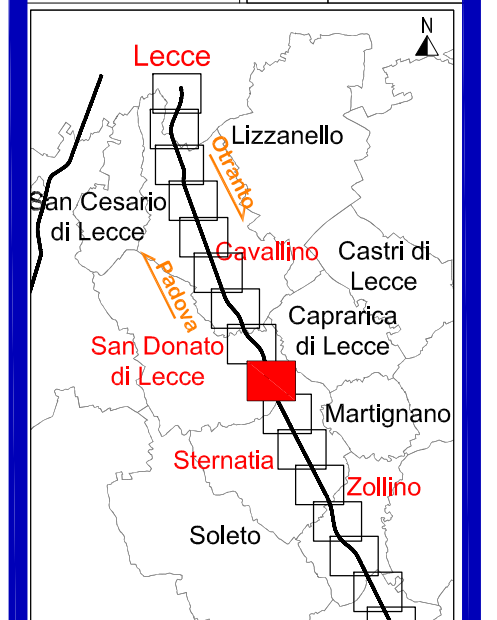 N
Lecce
Lizzanello
Otranto
San Cesario
di Lecce
Cavallino
Castri di
Lecce
Padova
Caprarica
di Lecce
San Donato
di Lecce
Martignano
Sternatia
Zollino
Soleto